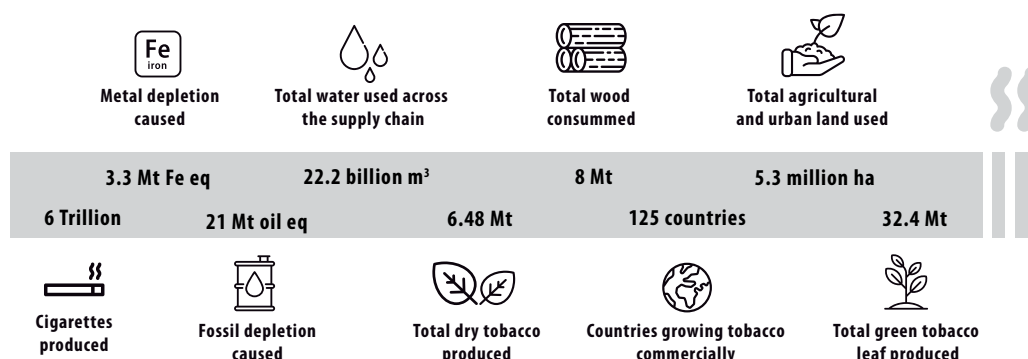 Fe
iron
Metal depletion
caused
Total water used across
the supply chain
Total wood
consummed
Total agricultural
and urban land used
3.3 Mt Fe eq
22.2 billion m³
8 Mt
5.3 million ha
6 Trillion
21 Mt oil eq
6.48 Mt
125 countries
32.4 Mt
Cigarettes
produced
Fossil depletion
caused
Total dry tobacco
produced
Countries growing tobacco
commercially
Total green tobacco
leaf produced